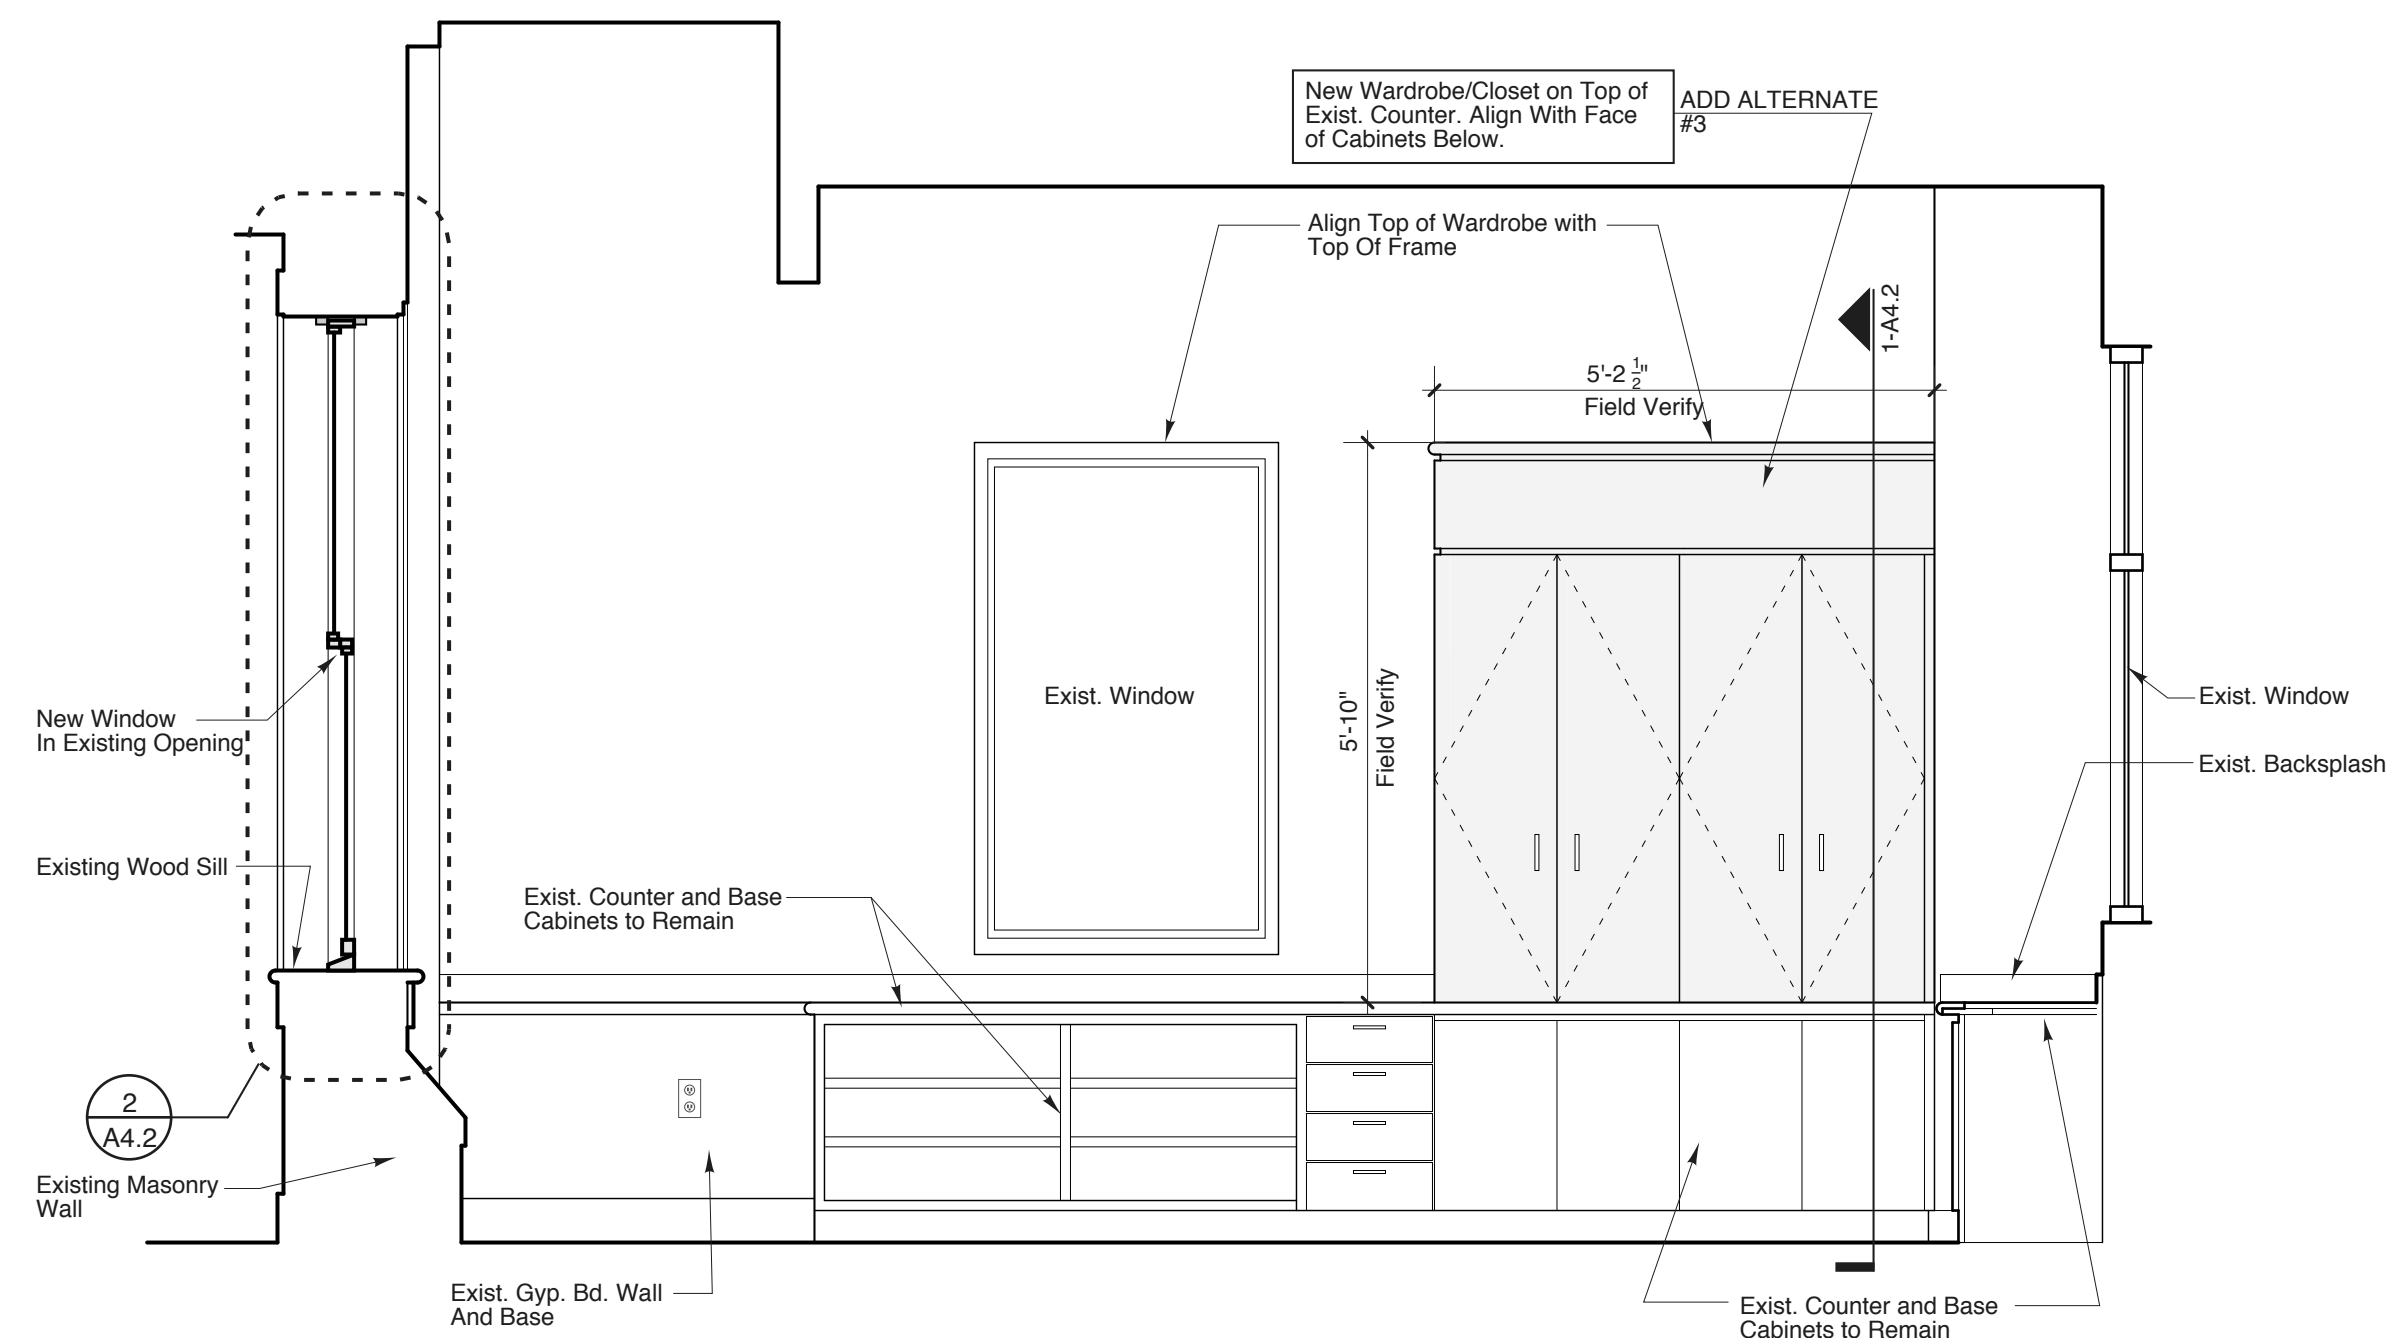 New Wardrobe/Closet on Top of
Exist. Counter. Align With Face
of Cabinets Below.
ADD ALTERNATE
#3
Align Top of Wardrobe with
Top Of Frame
1-A4.2
5'-2 1/2"
Field Verify
5'-10"
Field Verify
Exist. Window
New Window
In Existing Opening
Exist. Window
Exist. Backsplash
Existing Wood Sill
Exist. Counter and Base
Cabinets to Remain
2
A4.2
Existing Masonry
Wall
Exist. Gyp. Bd. Wall
And Base
Exist. Counter and Base
Cabinets to Remain